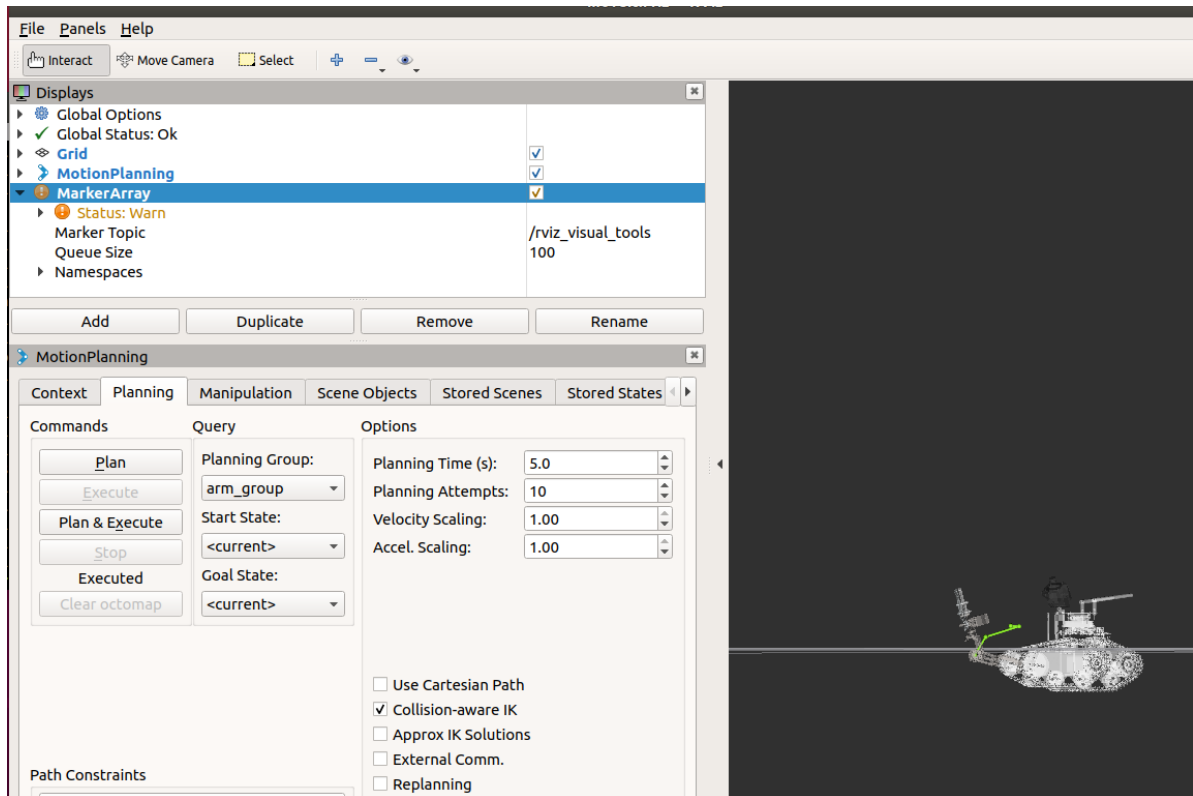 File Panels Help
Interact Move Camera Select
Displays
Global Options
Global Status: Ok
Grid
MotionPlanning
MarkerArray
Status: Warn
Marker Topic /rviz_visual_tools
Queue Size 100
Namespaces
Add Duplicate Remove Rename
MotionPlanning
Context Planning Manipulation Scene Objects Stored Scenes Stored States
Commands Query Options
Plan Planning Group: Planning Time (s): 5.0
Execute arm_group Planning Attempts: 10
Plan & Execute Start State: Velocity Scaling: 1.00
Stop <current> Accel. Scaling: 1.00
Executed Goal State:
Clear octomap <current>
Use Cartesian Path
Collision-aware IK
Approx IK Solutions
External Comm.
Path Constraints Replanning